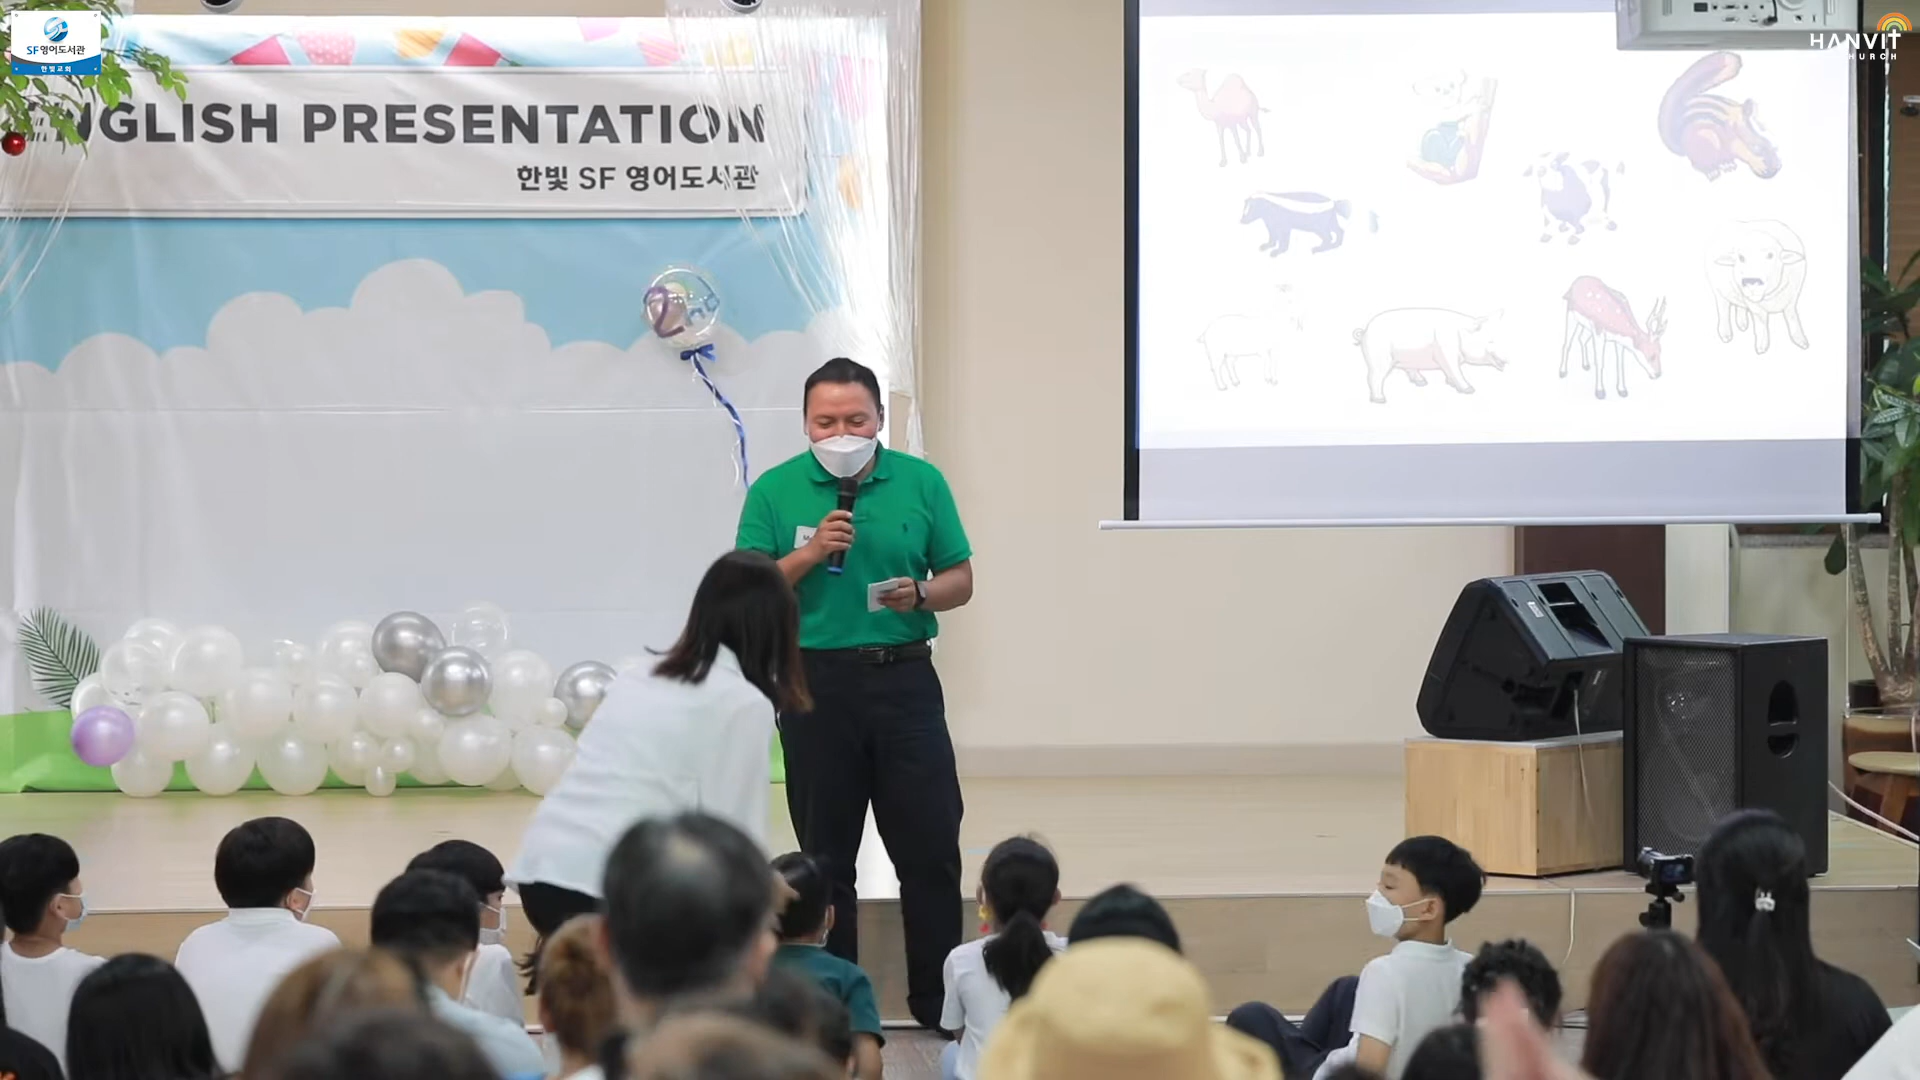 SF영어도서관
한빛교회
ENGLISH PRESENTATION
한빛 SF 영어도서관
2nd
HANVIT
CHURCH